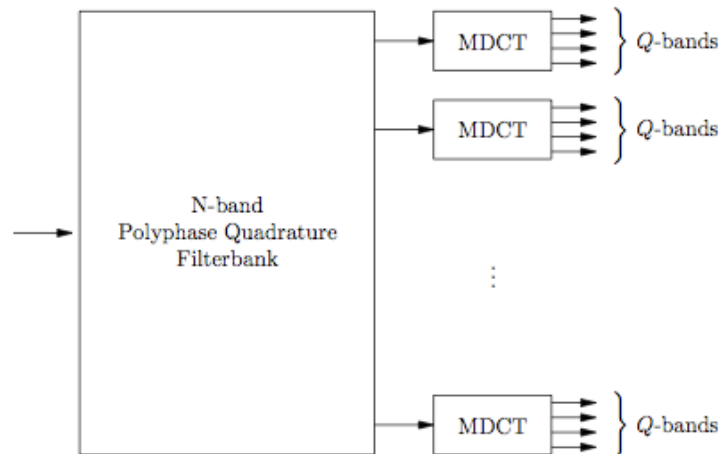 MDCT
Q-bands
MDCT
Q-bands
N-band
Polyphase Quadrature
Filterbank
⋮
MDCT
Q-bands